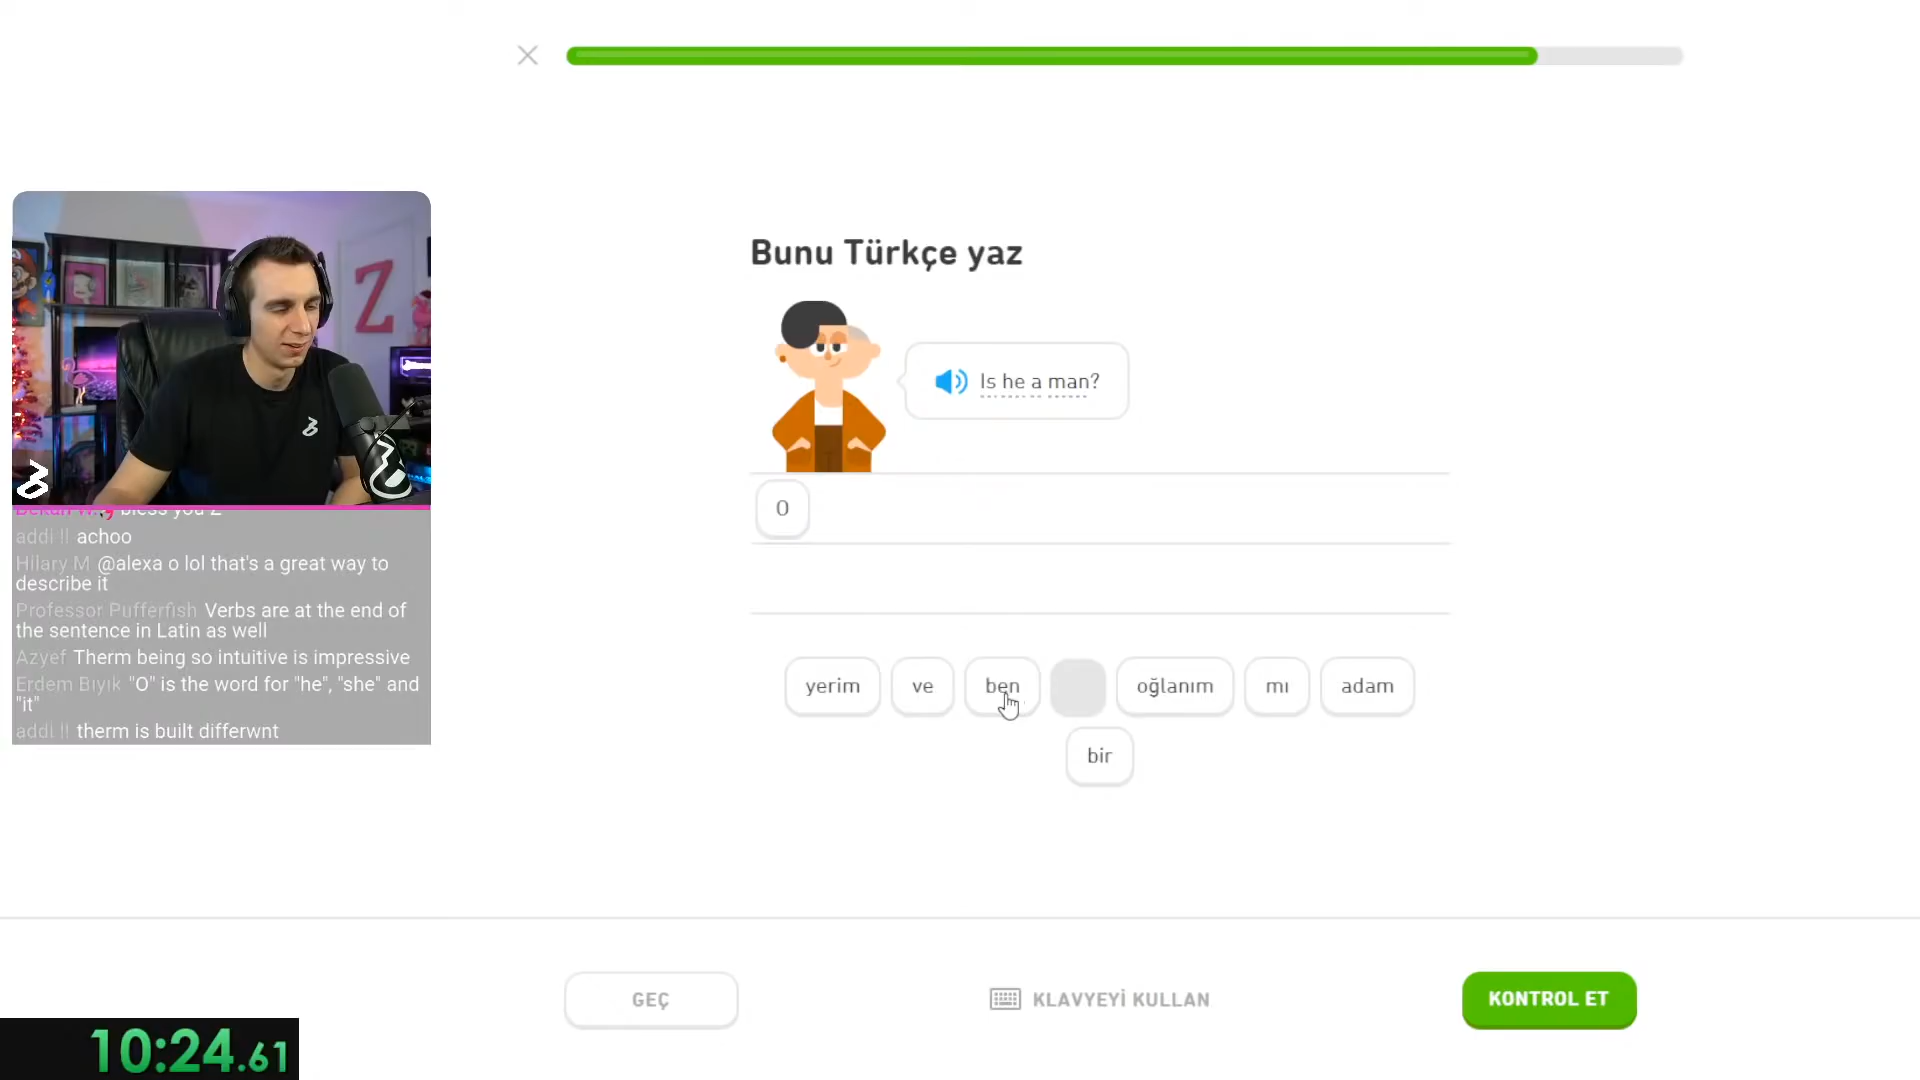 Bunu Türkçe yaz
Is he a man?
O
yerim
ve
ben
oğlanım
mı
adam
bir
addi !! achoo
Hilary M @alexa o lol that's a great way to
describe it
Professor Pufferfish Verbs are at the end of
the sentence in Latin as well
Azyef Therm being so intuitive is impressive
Erdem Bıyık "O" is the word for "he", "she" and
"it"
addi !! therm is built differwnt
GEÇ
KLAVYEYİ KULLAN
KONTROL ET
10:24.61